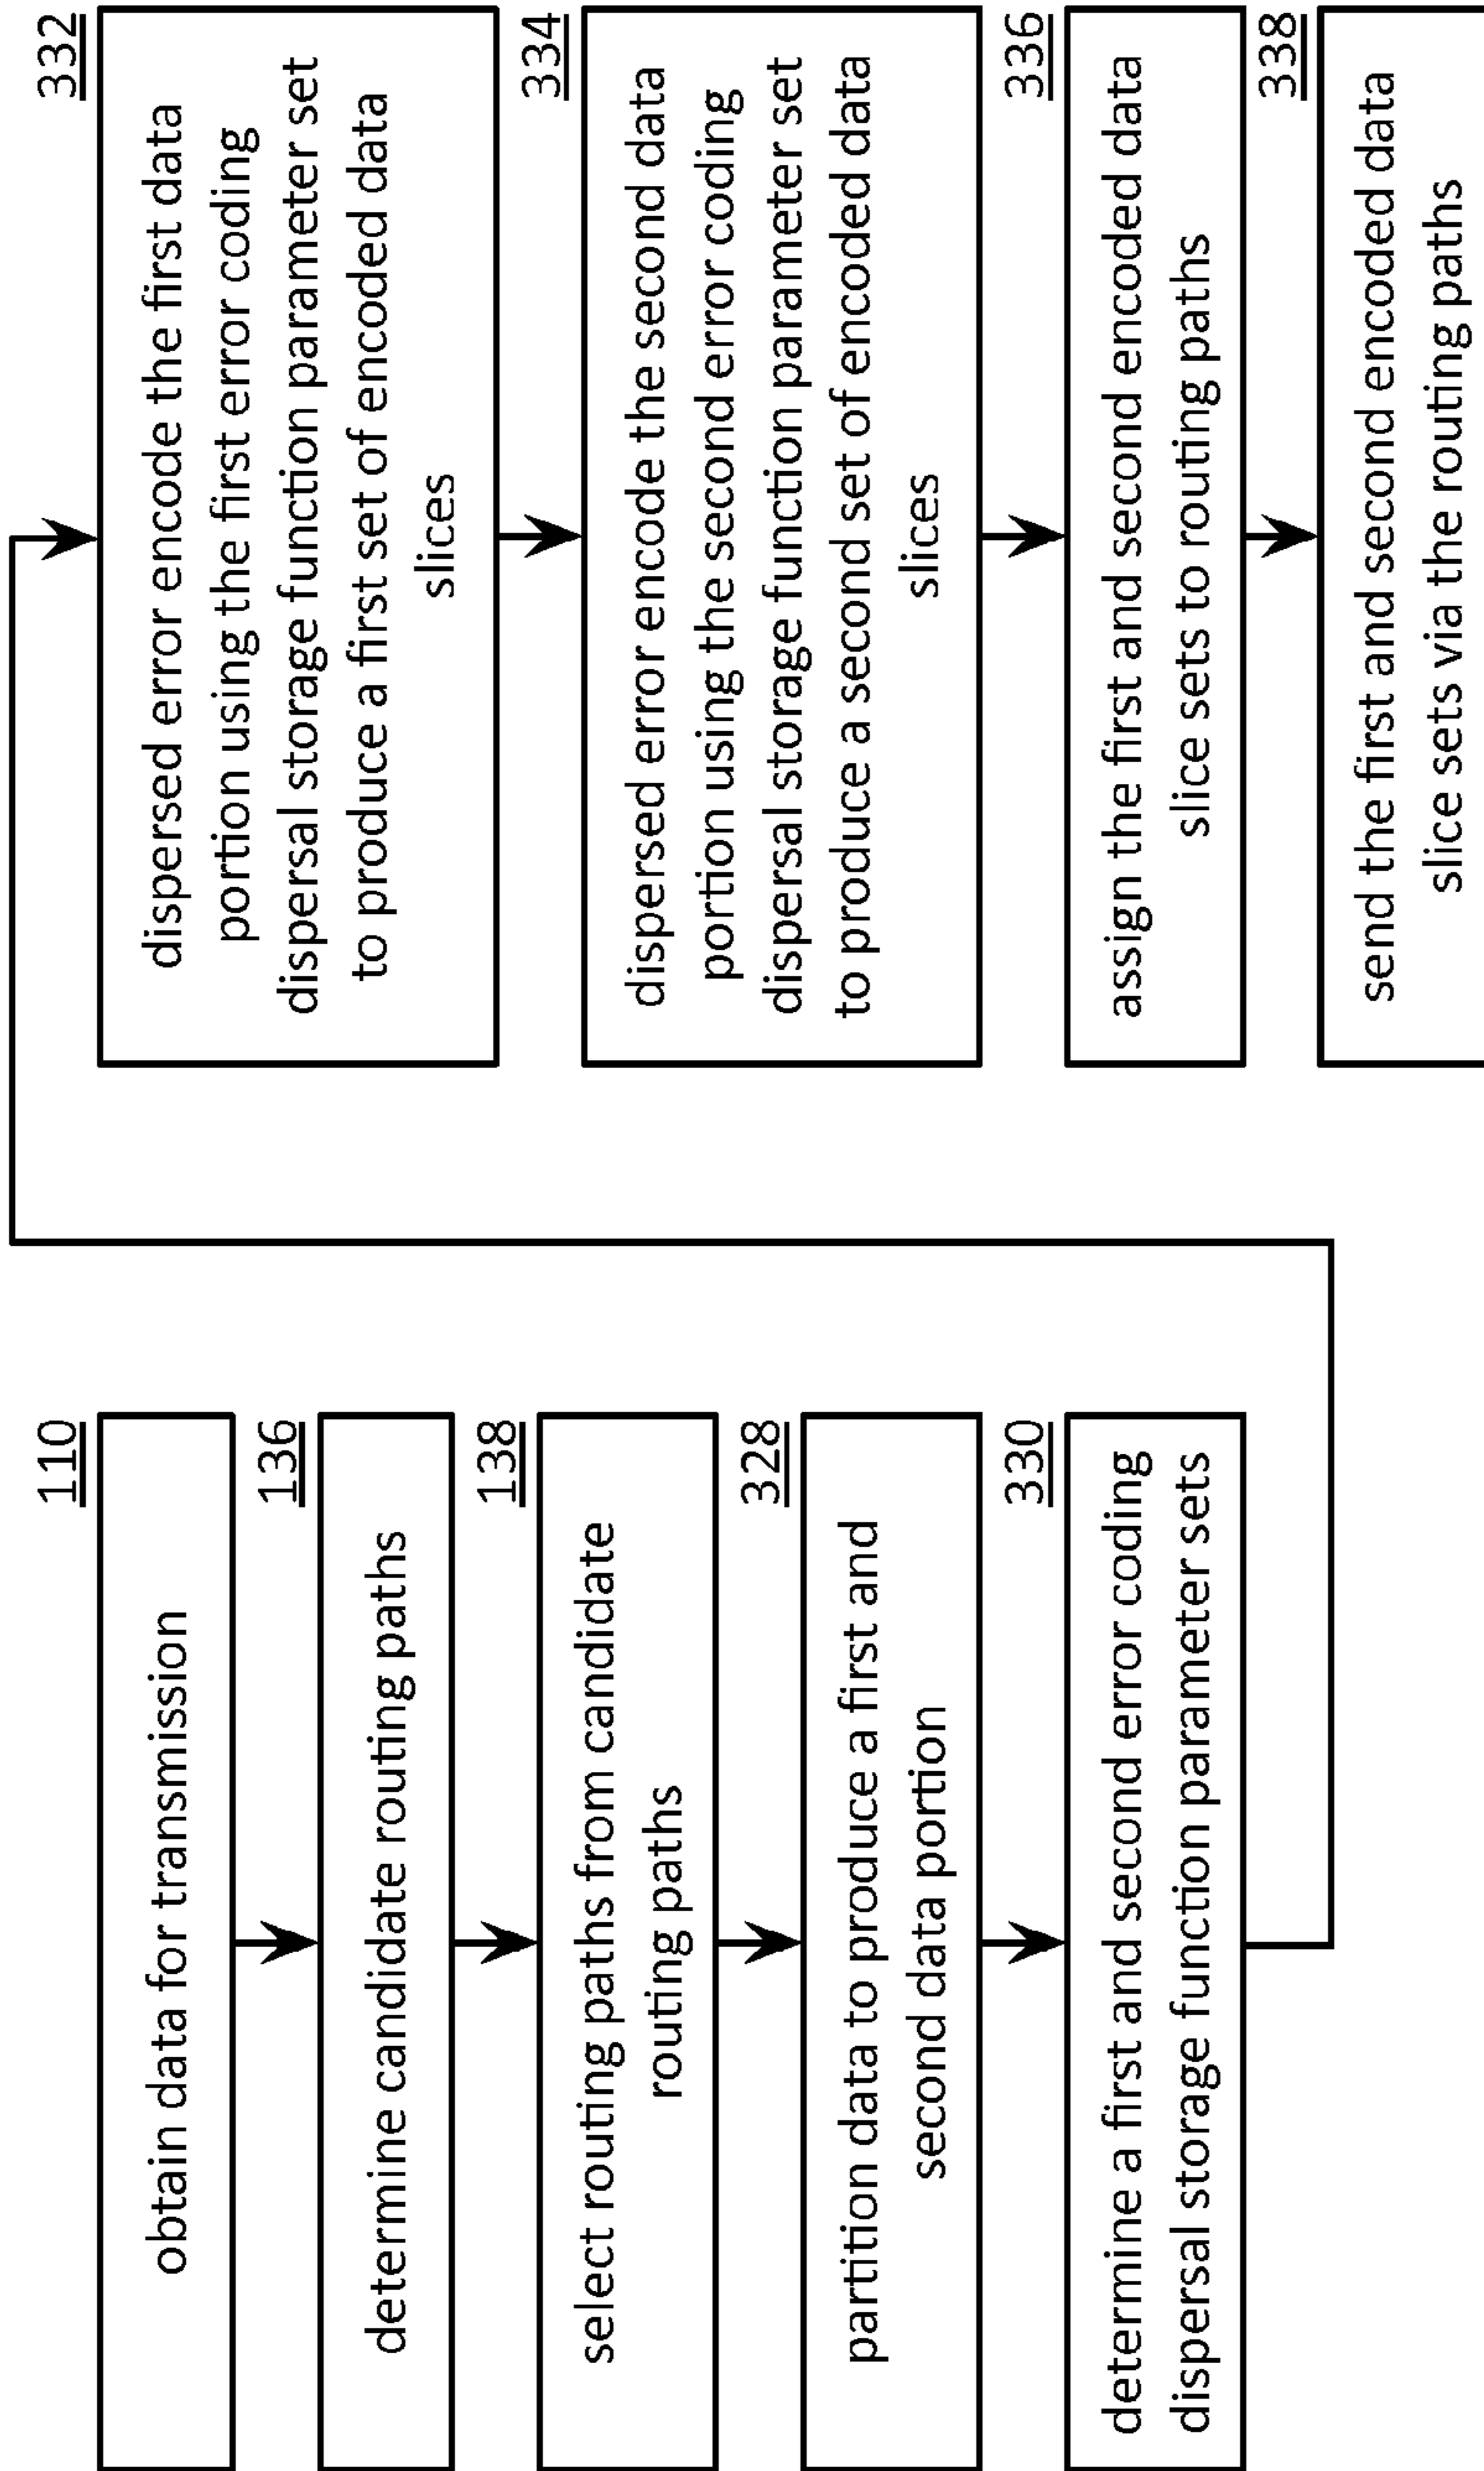 110
obtain data for transmission
136
determine candidate routing paths
138
select routing paths from candidate
routing paths
328
partition data to produce a first and
second data portion
330
determine a first and second error coding
dispersal storage function parameter sets
332
dispersed error encode the first data
portion using the first error coding
dispersal storage function parameter set
to produce a first set of encoded data
slices
334
dispersed error encode the second data
portion using the second error coding
dispersal storage function parameter set
to produce a second set of encoded data
slices
336
assign the first and second encoded data
slice sets to routing paths
338
send the first and second encoded data
slice sets via the routing paths